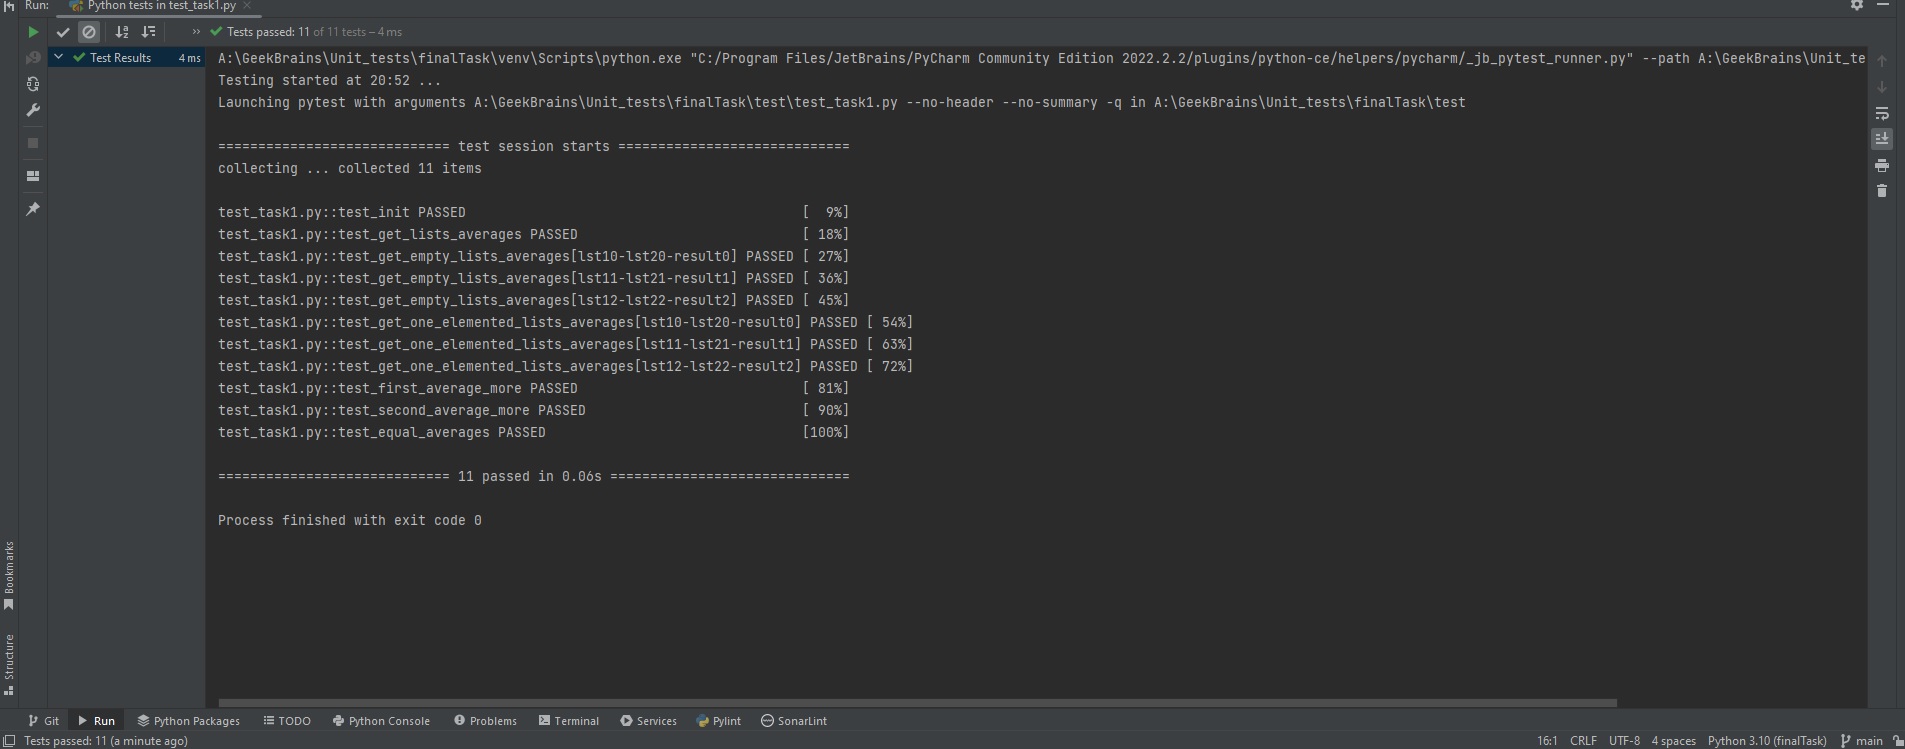 Run: Python tests in test_task1.py
Tests passed: 11 of 11 tests – 4 ms
Test Results 4 ms
A:\GeekBrains\Unit_tests\finalTask\venv\Scripts\python.exe "C:/Program Files/JetBrains/PyCharm Community Edition 2022.2.2/plugins/python-ce/helpers/pycharm/_jb_pytest_runner.py" --path A:\GeekBrains\Unit_te
Testing started at 20:52 ...
Launching pytest with arguments A:\GeekBrains\Unit_tests\finalTask\test\test_task1.py --no-header --no-summary -q in A:\GeekBrains\Unit_tests\finalTask\test
============================= test session starts =============================
collecting ... collected 11 items
test_task1.py::test_init PASSED [  9%]
test_task1.py::test_get_lists_averages PASSED [ 18%]
test_task1.py::test_get_empty_lists_averages[lst10-lst20-result0] PASSED [ 27%]
test_task1.py::test_get_empty_lists_averages[lst11-lst21-result1] PASSED [ 36%]
test_task1.py::test_get_empty_lists_averages[lst12-lst22-result2] PASSED [ 45%]
test_task1.py::test_get_one_elemented_lists_averages[lst10-lst20-result0] PASSED [ 54%]
test_task1.py::test_get_one_elemented_lists_averages[lst11-lst21-result1] PASSED [ 63%]
test_task1.py::test_get_one_elemented_lists_averages[lst12-lst22-result2] PASSED [ 72%]
test_task1.py::test_first_average_more PASSED [ 81%]
test_task1.py::test_second_average_more PASSED [ 90%]
test_task1.py::test_equal_averages PASSED [100%]
============================= 11 passed in 0.06s ==============================
Process finished with exit code 0
Bookmarks
Structure
Git Run Python Packages TODO Python Console Problems Terminal Services Pylint SonarLint
Tests passed: 11 (a minute ago) 16:1 CRLF UTF-8 4 spaces Python 3.10 (finalTask) main